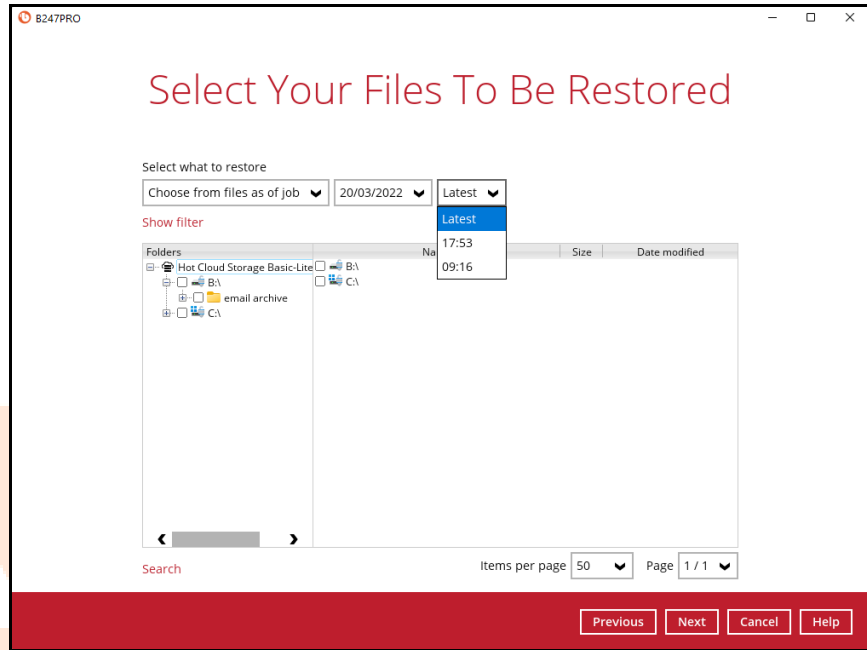 B247PRO
Select Your Files To Be Restored
Select what to restore
Choose from files as of job 20/03/2022 Latest
Show filter
Latest
17:53
09:16
Folders Na Size Date modified
Hot Cloud Storage Basic-Lite B:\
B:\ C:\
email archive
C:\
Search Items per page 50 Page 1 / 1
Previous Next Cancel Help